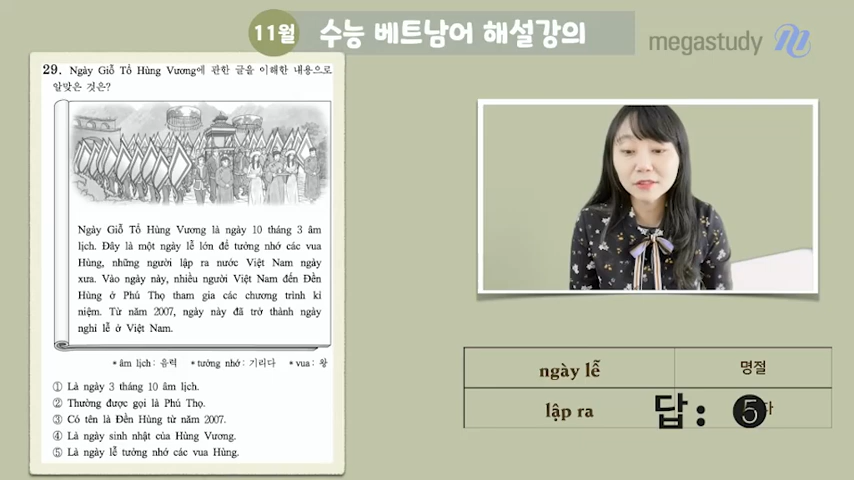 11월
수능 베트남어 해설강의
megastudy
29. Ngày Giỗ Tổ Hùng Vương에 관한 글을 이해한 내용으로
알맞은 것은?
Ngày Giỗ Tổ Hùng Vương là ngày 10 tháng 3 âm
lịch. Đây là một ngày lễ lớn để tưởng nhớ các vua
Hùng, những người lập ra nước Việt Nam ngày
xưa. Vào ngày này, nhiều người Việt Nam đến Đền
Hùng ở Phú Thọ tham gia các chương trình kỉ
niệm. Từ năm 2007, ngày này đã trở thành ngày
nghỉ lễ ở Việt Nam.
* âm lịch : 음력 * tưởng nhớ : 기리다 * vua : 왕
① Là ngày 3 tháng 10 âm lịch.
② Thường được gọi là Phú Thọ.
③ Có tên là Đền Hùng từ năm 2007.
④ Là ngày sinh nhật của Hùng Vương.
⑤ Là ngày lễ tưởng nhớ các vua Hùng.
ngày lễ 명절
lập ra
답: ❺